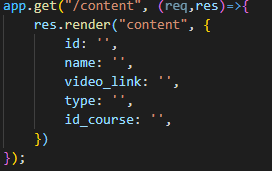 app.get("/content", (req,res)=>{
    res.render("content", {
        id: '',
        name: '',
        video_link: '',
        type: '',
        id_course: '',
    })
});